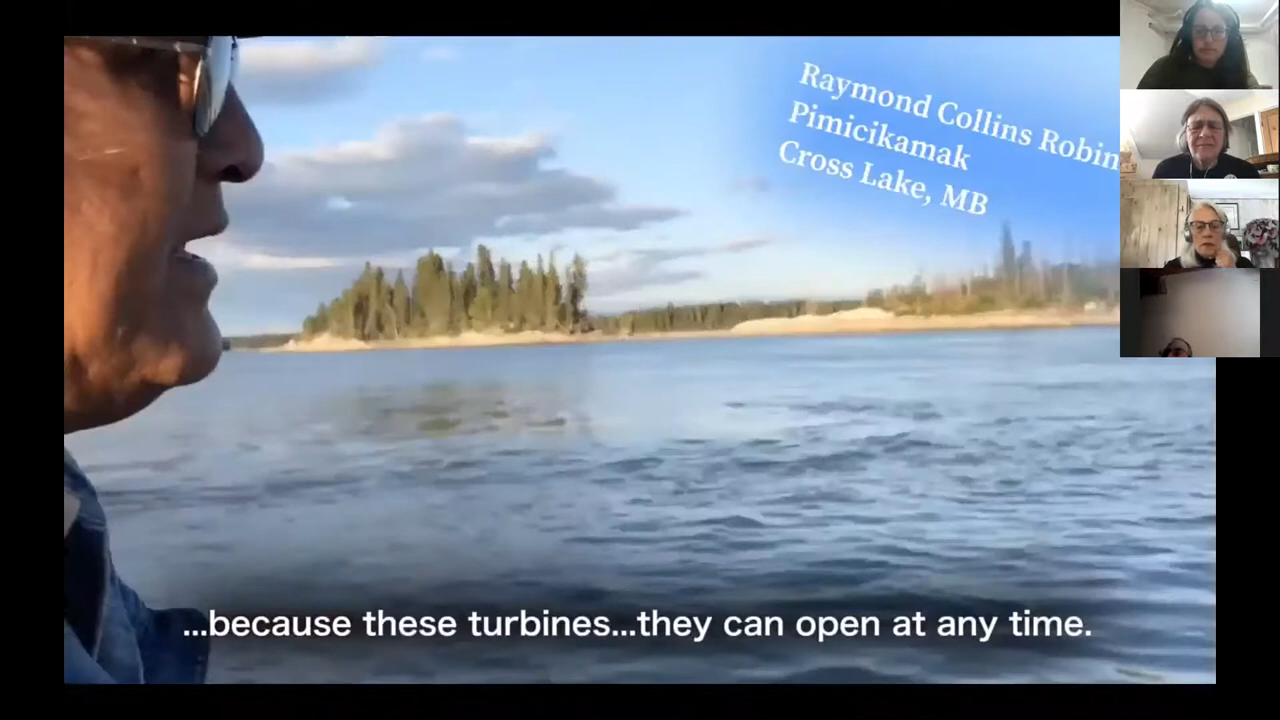 Raymond Collins Robin
Pimicikamak
Cross Lake, MB
...because these turbines...they can open at any time.